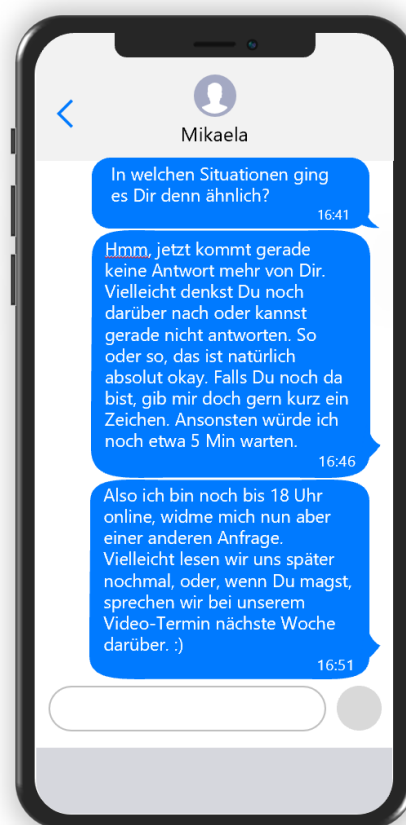 Mikaela
In welchen Situationen ging
es Dir denn ähnlich?
16:41
Hmm, jetzt kommt gerade
keine Antwort mehr von Dir.
Vielleicht denkst Du noch
darüber nach oder kannst
gerade nicht antworten. So
oder so, das ist natürlich
absolut okay. Falls Du noch da
bist, gib mir doch gern kurz ein
Zeichen. Ansonsten würde ich
noch etwa 5 Min warten.
16:46
Also ich bin noch bis 18 Uhr
online, widme mich nun aber
einer anderen Anfrage.
Vielleicht lesen wir uns später
nochmal, oder, wenn Du magst,
sprechen wir bei unserem
Video-Termin nächste Woche
darüber. :)
16:51